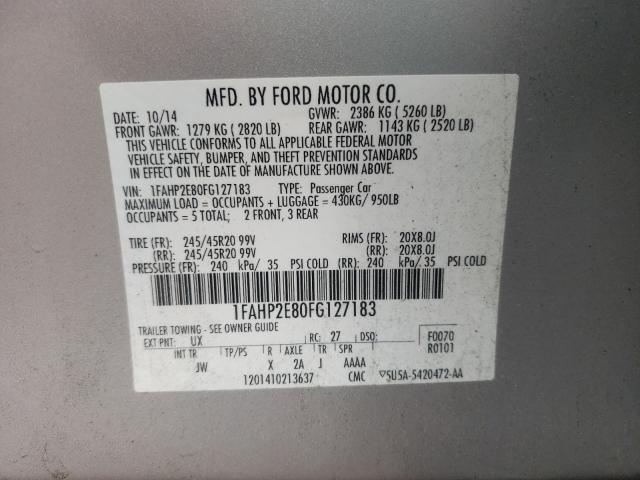 MFD. BY FORD MOTOR CO.
DATE: 10/14 GVWR: 2386 KG ( 5260 LB)
FRONT GAWR: 1279 KG ( 2820 LB) REAR GAWR: 1143 KG ( 2520 LB)
THIS VEHICLE CONFORMS TO ALL APPLICABLE FEDERAL MOTOR
VEHICLE SAFETY, BUMPER, AND THEFT PREVENTION STANDARDS
IN EFFECT ON THE DATE OF MANUFACTURE SHOWN ABOVE.
VIN: 1FAHP2E80FG127183 TYPE: Passenger Car
MAXIMUM LOAD = OCCUPANTS + LUGGAGE = 430KG/ 950LB
OCCUPANTS = 5 TOTAL; 2 FRONT, 3 REAR
TIRE (FR): 245/45R20 99V RIMS (FR): 20X8.0J
(RR): 245/45R20 99V (RR): 20X8.0J
PRESSURE (FR): 240 kPa/ 35 PSI COLD (RR): 240 kPa/ 35 PSI COLD
1FAHP2E80FG127183
TRAILER TOWING - SEE OWNER GUIDE
EXT PNT: UX RC: 27 DSO: F0070
R0101
INT TR TP/PS R AXLE TR SPR
JW X 2A J AAAA
1201410213637 CMC ▽5U5A-5420472-AA